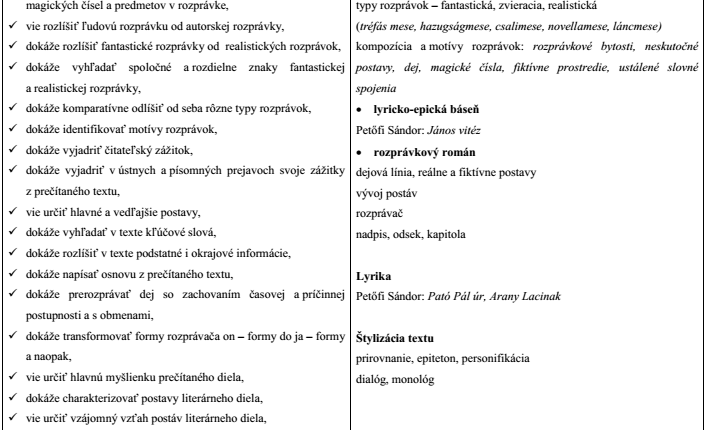 magických čísel a predmetov v rozprávke,
✓ vie rozlíšiť ľudovú rozprávku od autorskej rozprávky,
✓ dokáže rozlíšiť fantastické rozprávky od realistických rozprávok,
✓ dokáže vyhľadať spoločné a rozdielne znaky fantastickej
a realistickej rozprávky,
✓ dokáže komparatívne odlíšiť od seba rôzne typy rozprávok,
✓ dokáže identifikovať motívy rozprávok,
✓ dokáže vyjadriť čitateľský zážitok,
✓ dokáže vyjadriť v ústnych a písomných prejavoch svoje zážitky
z prečítaného textu,
✓ vie určiť hlavné a vedľajšie postavy,
✓ dokáže vyhľadať v texte kľúčové slová,
✓ dokáže rozlíšiť v texte podstatné i okrajové informácie,
✓ dokáže napísať osnovu z prečítaného textu,
✓ dokáže prerozprávať dej so zachovaním časovej a príčinnej
postupnosti a s obmenami,
✓ dokáže transformovať formy rozprávača on – formy do ja – formy
a naopak,
✓ vie určiť hlavnú myšlienku prečítaného diela,
✓ dokáže charakterizovať postavy literárneho diela,
✓ vie určiť vzájomný vzťah postáv literárneho diela,
typy rozprávok – fantastická, zvieracia, realistická
(tréfás mese, hazugságmese, csalimese, novellamese, láncmese)
kompozícia a motívy rozprávok: rozprávkové bytosti, neskutočné
postavy, dej, magické čísla, fiktívne prostredie, ustálené slovné
spojenia
• lyricko-epická báseň
Petőfi Sándor: János vitéz
• rozprávkový román
dejová línia, reálne a fiktívne postavy
vývoj postáv
rozprávač
nadpis, odsek, kapitola
Lyrika
Petőfi Sándor: Pató Pál úr, Arany Lacinak
Štylizácia textu
prirovnanie, epiteton, personifikácia
dialóg, monológ